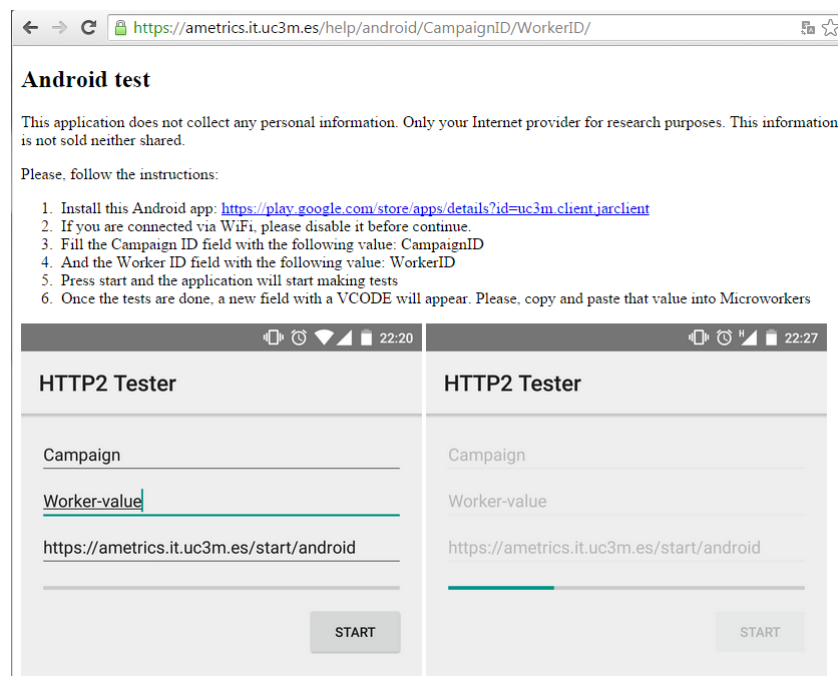 https://ametrics.it.uc3m.es/help/android/CampaignID/WorkerID/
Android test
This application does not collect any personal information. Only your Internet provider for research purposes. This information
is not sold neither shared.
Please, follow the instructions:
1. Install this Android app: https://play.google.com/store/apps/details?id=uc3m.client.jarclient
2. If you are connected via WiFi, please disable it before continue.
3. Fill the Campaign ID field with the following value: CampaignID
4. And the Worker ID field with the following value: WorkerID
5. Press start and the application will start making tests
6. Once the tests are done, a new field with a VCODE will appear. Please, copy and paste that value into Microworkers
22:20
HTTP2 Tester
Campaign
Worker-value
https://ametrics.it.uc3m.es/start/android
START
H 22:27
HTTP2 Tester
Campaign
Worker-value
https://ametrics.it.uc3m.es/start/android
START